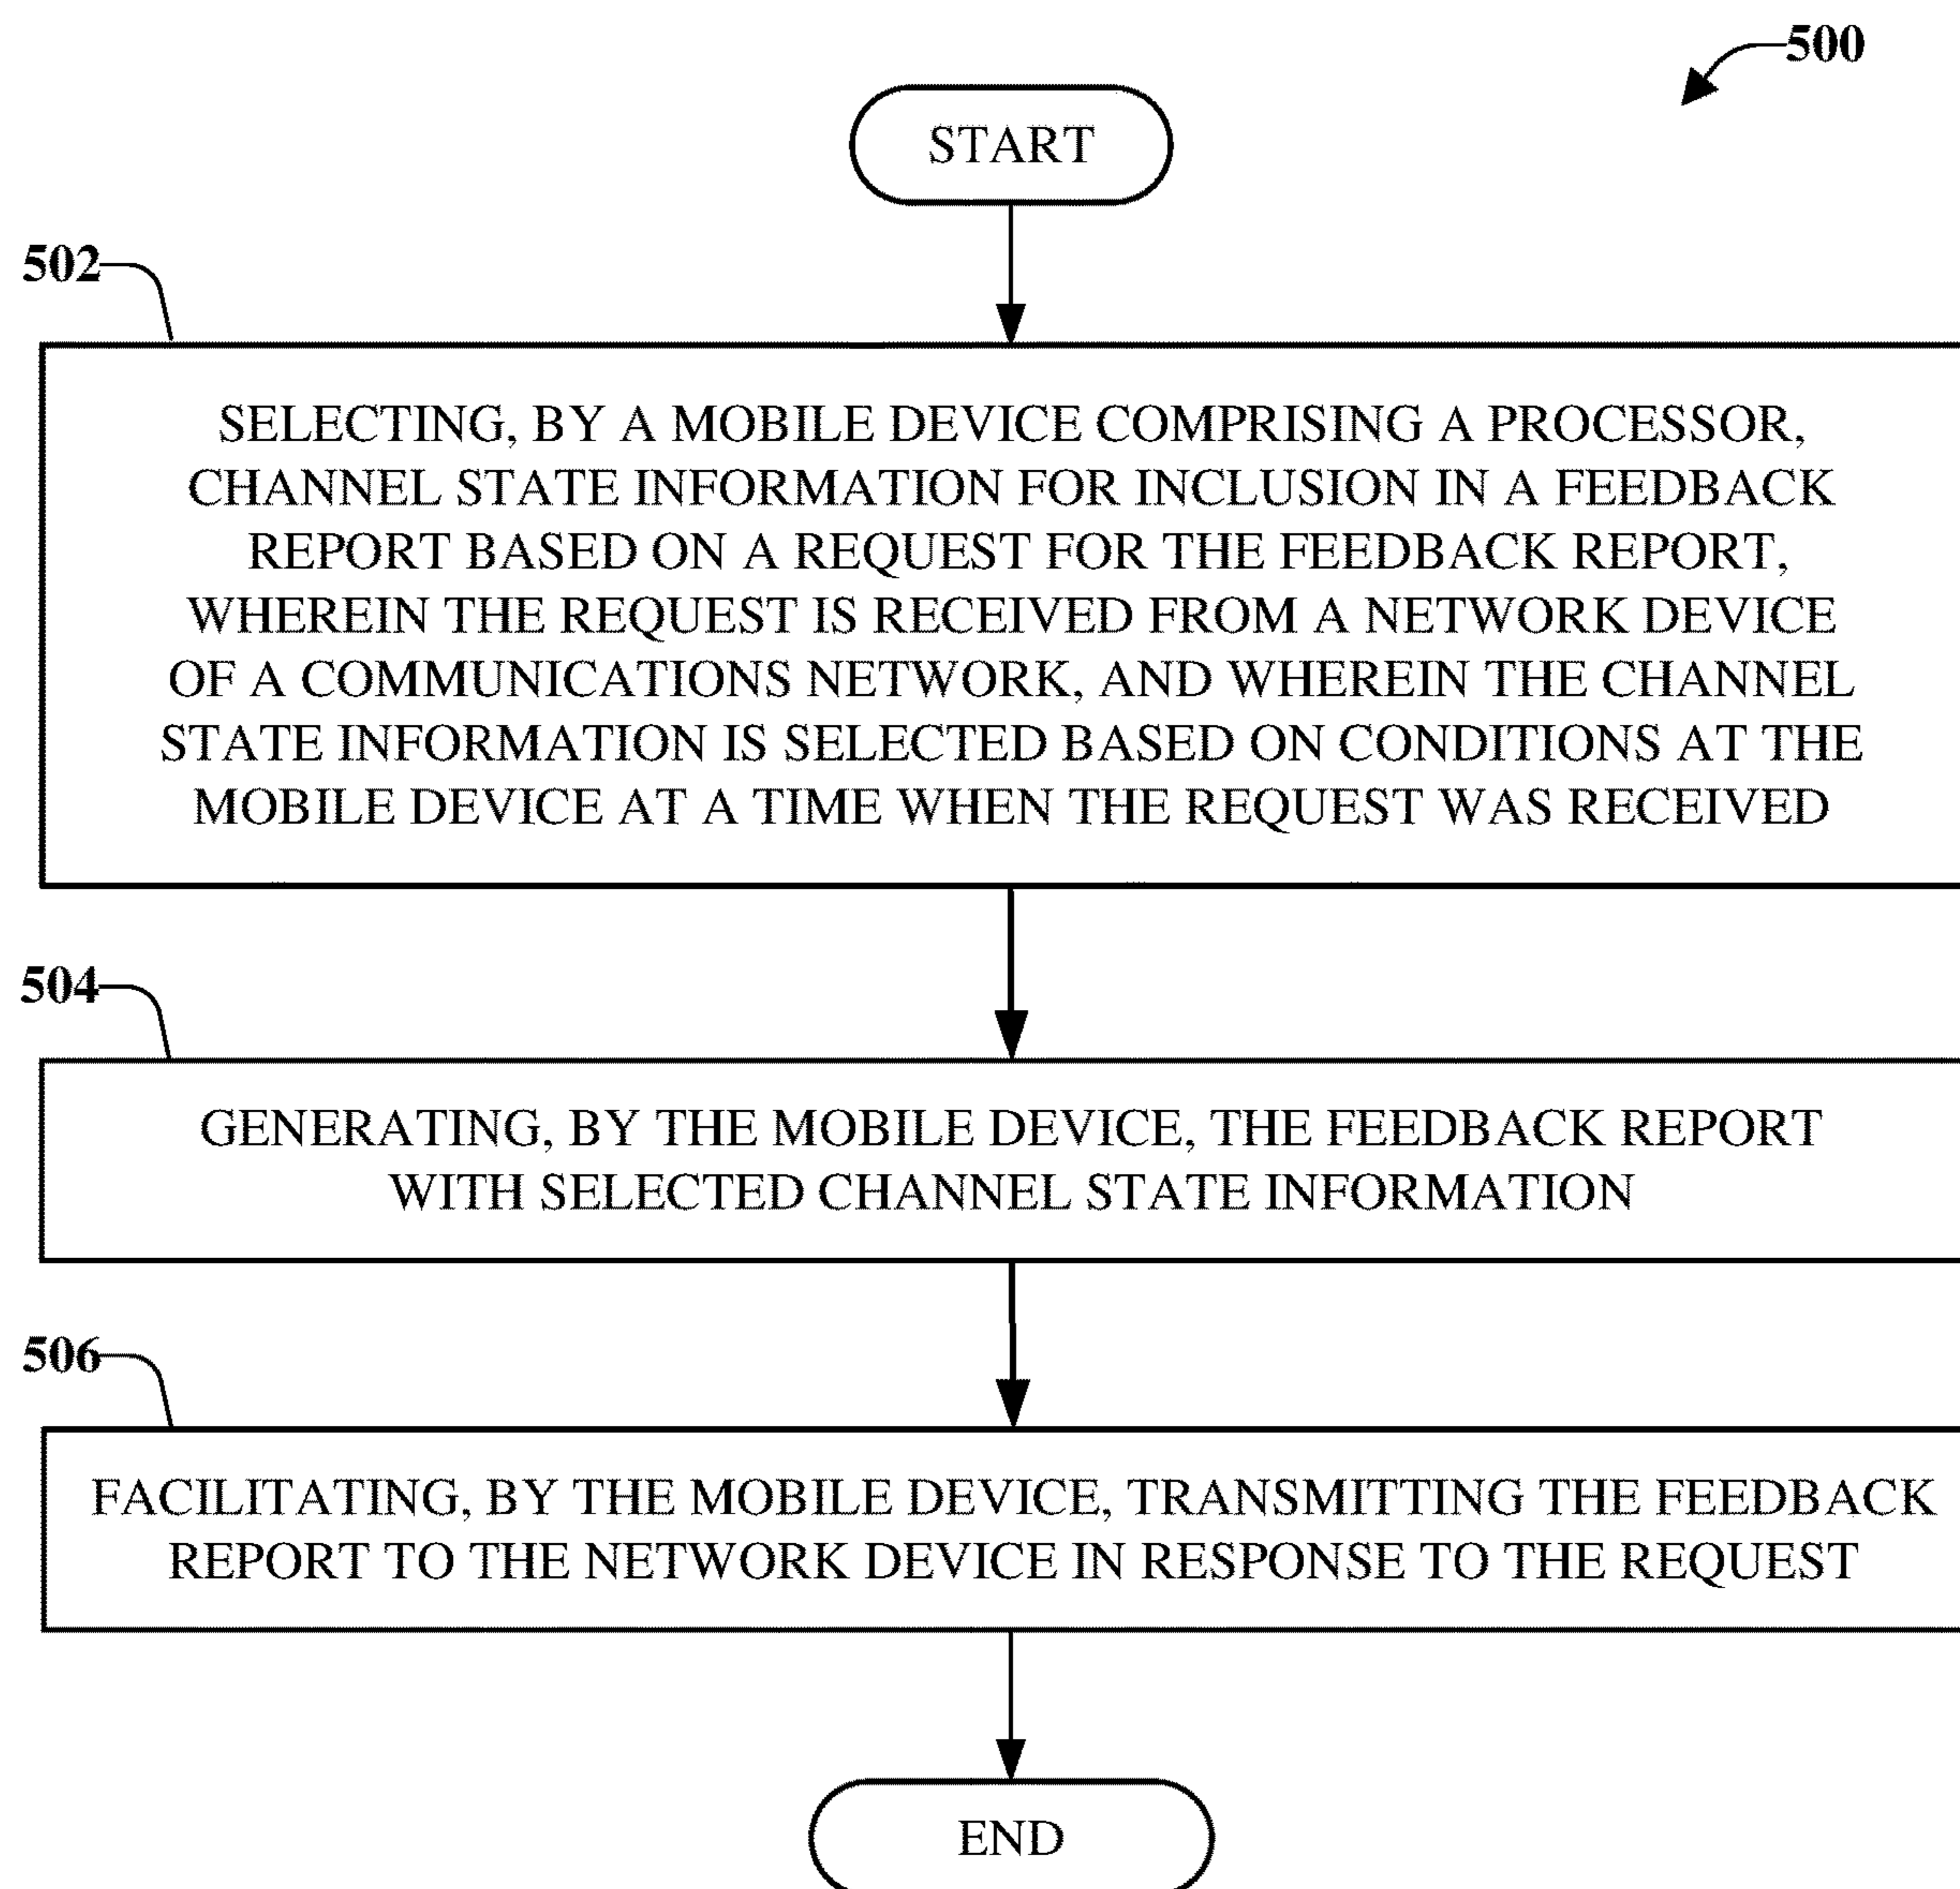 500
START
502
SELECTING, BY A MOBILE DEVICE COMPRISING A PROCESSOR,
CHANNEL STATE INFORMATION FOR INCLUSION IN A FEEDBACK
REPORT BASED ON A REQUEST FOR THE FEEDBACK REPORT,
WHEREIN THE REQUEST IS RECEIVED FROM A NETWORK DEVICE
OF A COMMUNICATIONS NETWORK, AND WHEREIN THE CHANNEL
STATE INFORMATION IS SELECTED BASED ON CONDITIONS AT THE
MOBILE DEVICE AT A TIME WHEN THE REQUEST WAS RECEIVED
504
GENERATING, BY THE MOBILE DEVICE, THE FEEDBACK REPORT
WITH SELECTED CHANNEL STATE INFORMATION
506
FACILITATING, BY THE MOBILE DEVICE, TRANSMITTING THE FEEDBACK
REPORT TO THE NETWORK DEVICE IN RESPONSE TO THE REQUEST
END